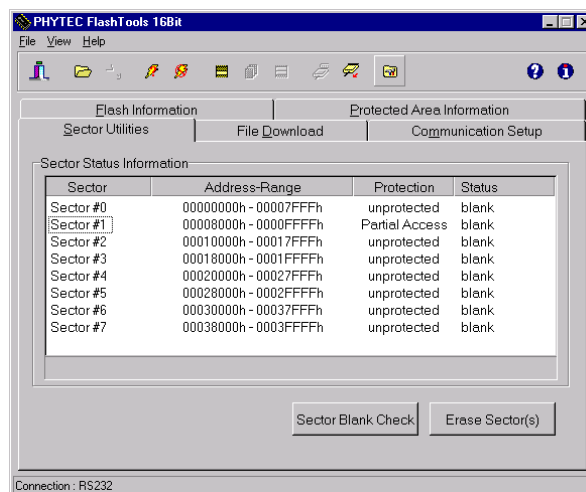 PHYTEC FlashTools 16Bit
File View Help
Flash Information Protected Area Information
Sector Utilities File Download Communication Setup
Sector Status Information
Sector Address-Range Protection Status
Sector #0 00000000h - 00007FFFh unprotected blank
Sector #1 00008000h - 0000FFFFh Partial Access blank
Sector #2 00010000h - 00017FFFh unprotected blank
Sector #3 00018000h - 0001FFFFh unprotected blank
Sector #4 00020000h - 00027FFFh unprotected blank
Sector #5 00028000h - 0002FFFFh unprotected blank
Sector #6 00030000h - 00037FFFh unprotected blank
Sector #7 00038000h - 0003FFFFh unprotected blank
Sector Blank Check Erase Sector(s)
Connection : RS232